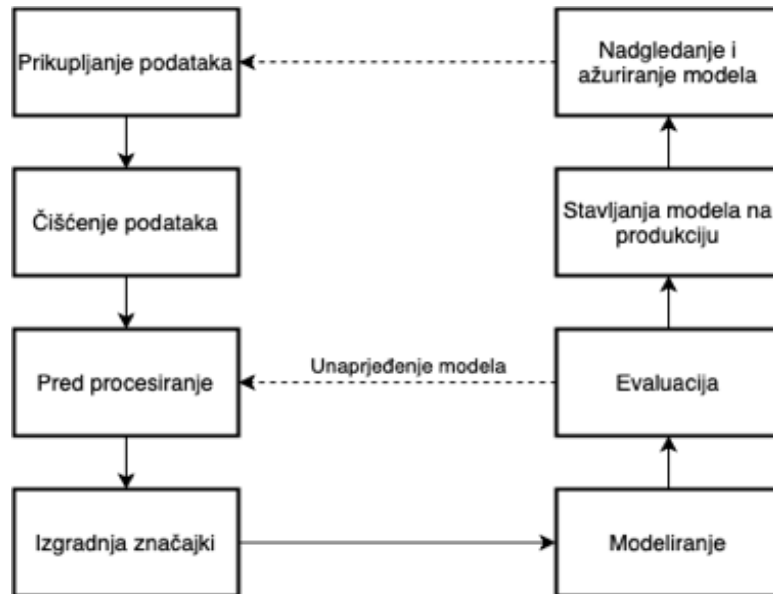 Prikupljanje podataka
Čišćenje podataka
Pred procesiranje
Izgradnja značajki
Unaprjeđenje modela
Nadgledanje i
ažuriranje modela
Stavljanja modela na
produkciju
Evaluacija
Modeliranje